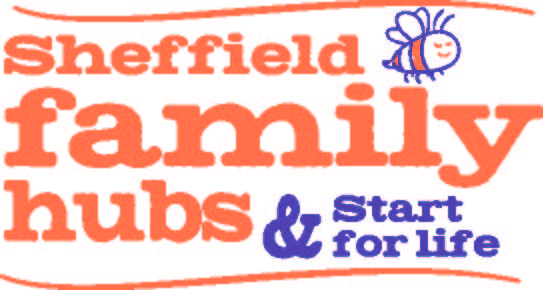 Sheffield
family
hubs & Start
for life